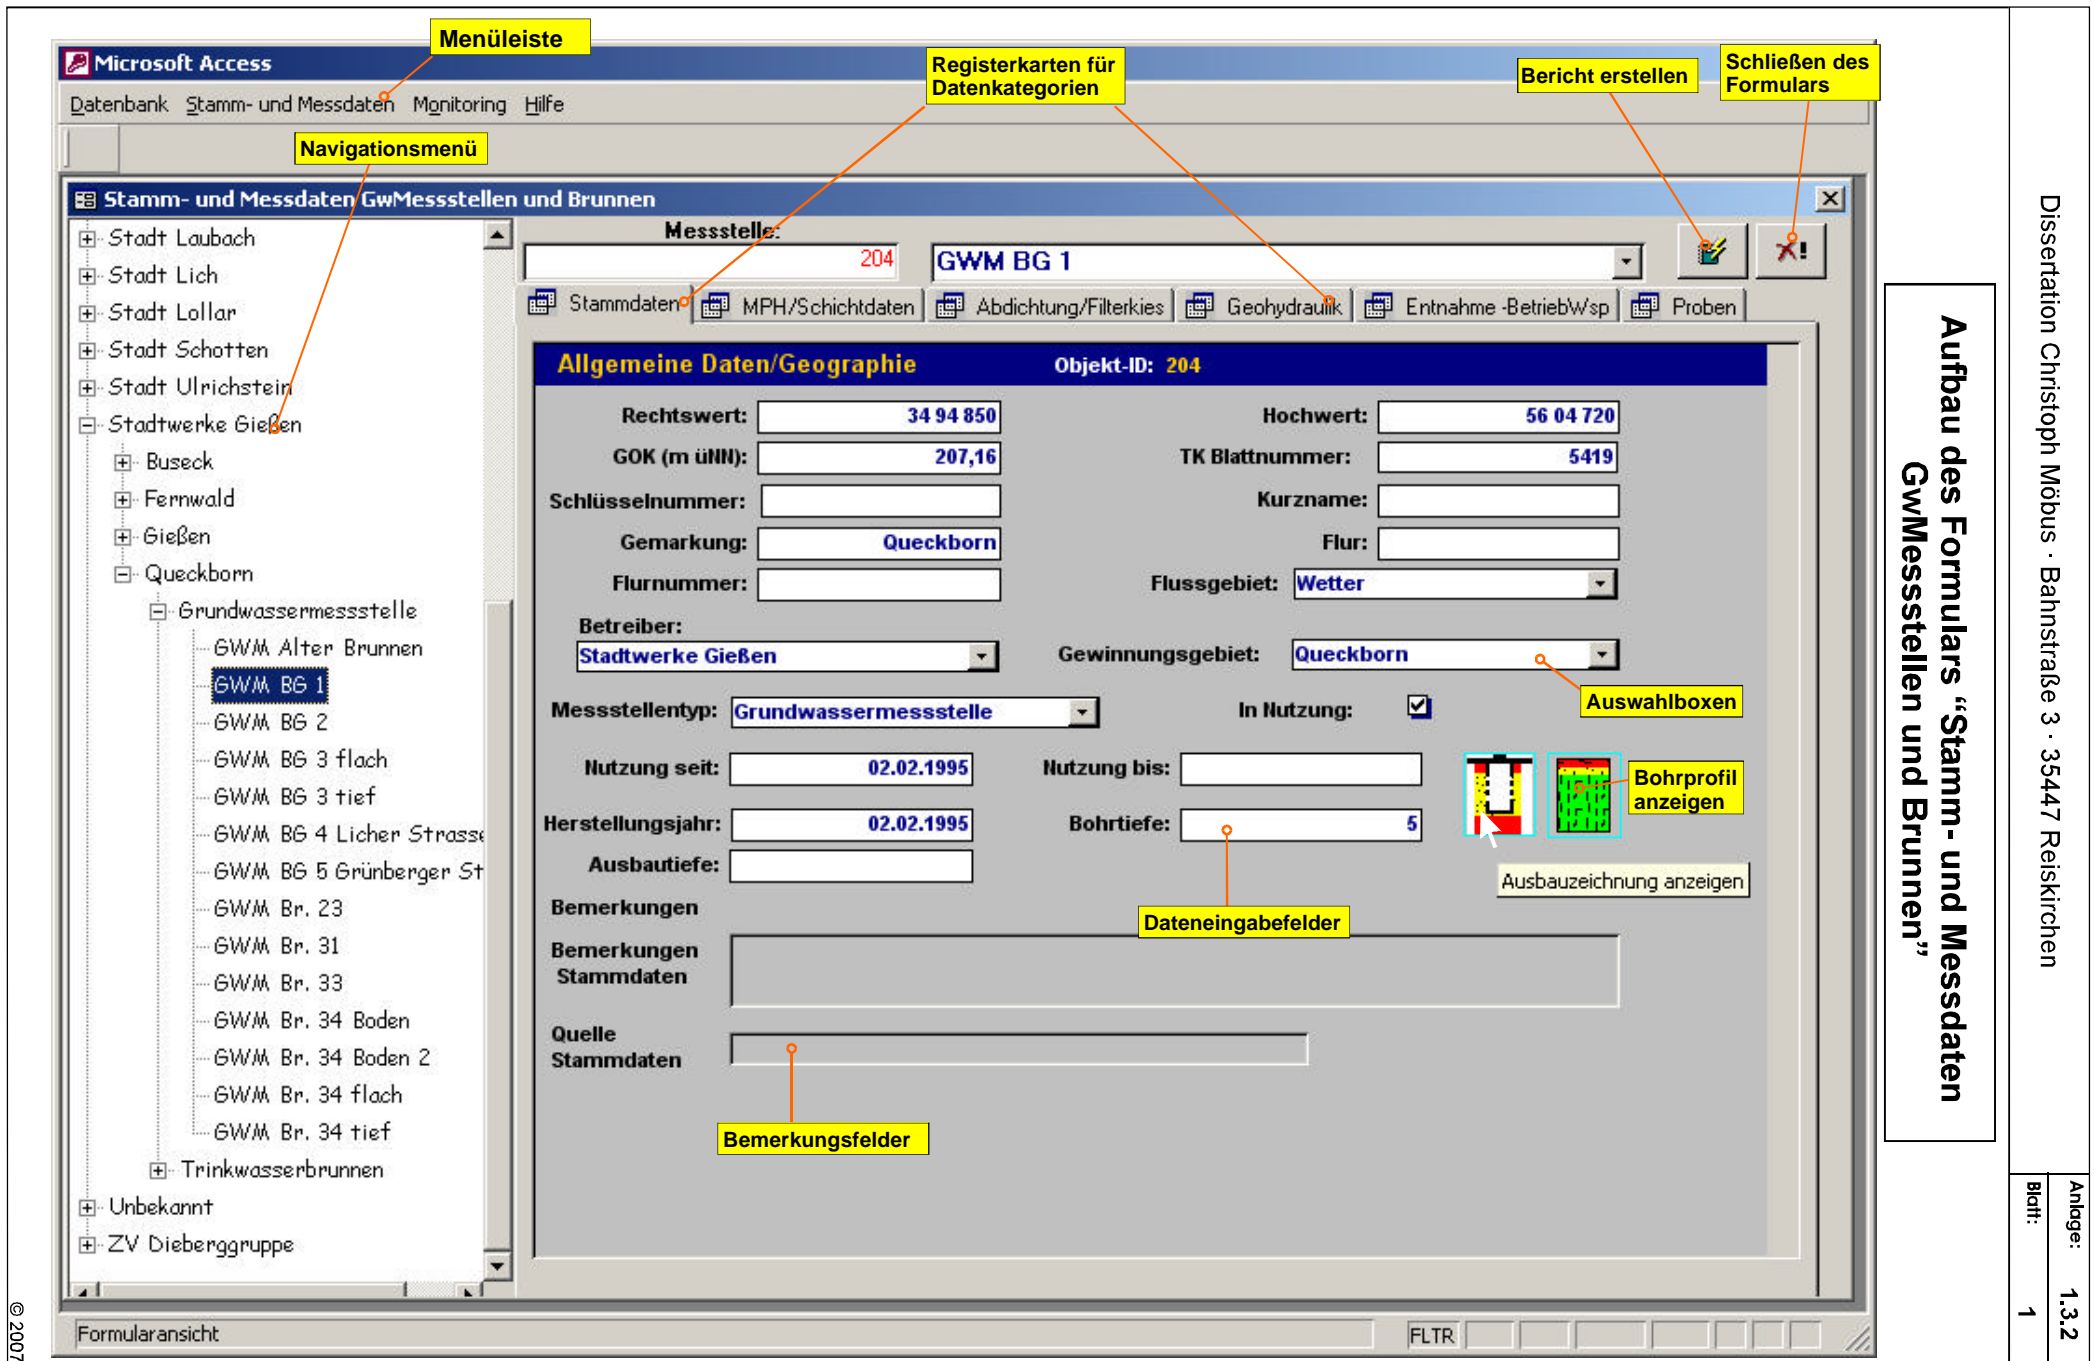 Menüleiste
Registerkarten für
Datenkategorien
Bericht erstellen
Schließen des
Formulars
Microsoft Access
Datenbank Stamm- und Messdaten Monitoring Hilfe
Navigationsmenü
Stamm- und Messdaten GwMessstellen und Brunnen
Stadt Laubach
Stadt Lich
Stadt Lollar
Stadt Schotten
Stadt Ulrichstein
Stadtwerke Gießen
Buseck
Fernwald
Gießen
Queckborn
Grundwassermessstelle
GWM Alter Brunnen
GWM BG 1
GWM BG 2
GWM BG 3 flach
GWM BG 3 tief
GWM BG 4 Licher Strasse
GWM BG 5 Grünberger St
GWM Br. 23
GWM Br. 31
GWM Br. 33
GWM Br. 34 Boden
GWM Br. 34 Boden 2
GWM Br. 34 flach
GWM Br. 34 tief
Trinkwasserbrunnen
Unbekannt
ZV Dieberggruppe
Messstelle:
204 GWM BG 1
Stammdaten MPH/Schichtdaten Abdichtung/Filterkies Geohydraulik Entnahme -BetriebWsp Proben
Allgemeine Daten/Geographie Objekt-ID: 204
Rechtswert: 34 94 850 Hochwert: 56 04 720
GOK (m üNN): 207,16 TK Blattnummer: 5419
Schlüsselnummer: Kurzname:
Gemarkung: Queckborn Flur:
Flurnummer: Flussgebiet: Wetter
Betreiber:
Stadtwerke Gießen Gewinnungsgebiet: Queckborn
Auswahlboxen
Messstellentyp: Grundwassermessstelle In Nutzung:
Nutzung seit: 02.02.1995 Nutzung bis:
Bohrprofil
anzeigen
Herstellungsjahr: 02.02.1995 Bohrtiefe: 5
Ausbautiefe:
Ausbauzeichnung anzeigen
Bemerkungen
Dateneingabefelder
Bemerkungen
Stammdaten
Quelle
Stammdaten
Bemerkungsfelder
Formularansicht FLTR
Aufbau des Formulars “Stamm- und Messdaten
GwMessstellen und Brunnen”
Dissertation Christoph Möbus · Bahnstraße 3 · 35447 Reiskirchen
Anlage: 1.3.2
Blatt: 1
© 2007